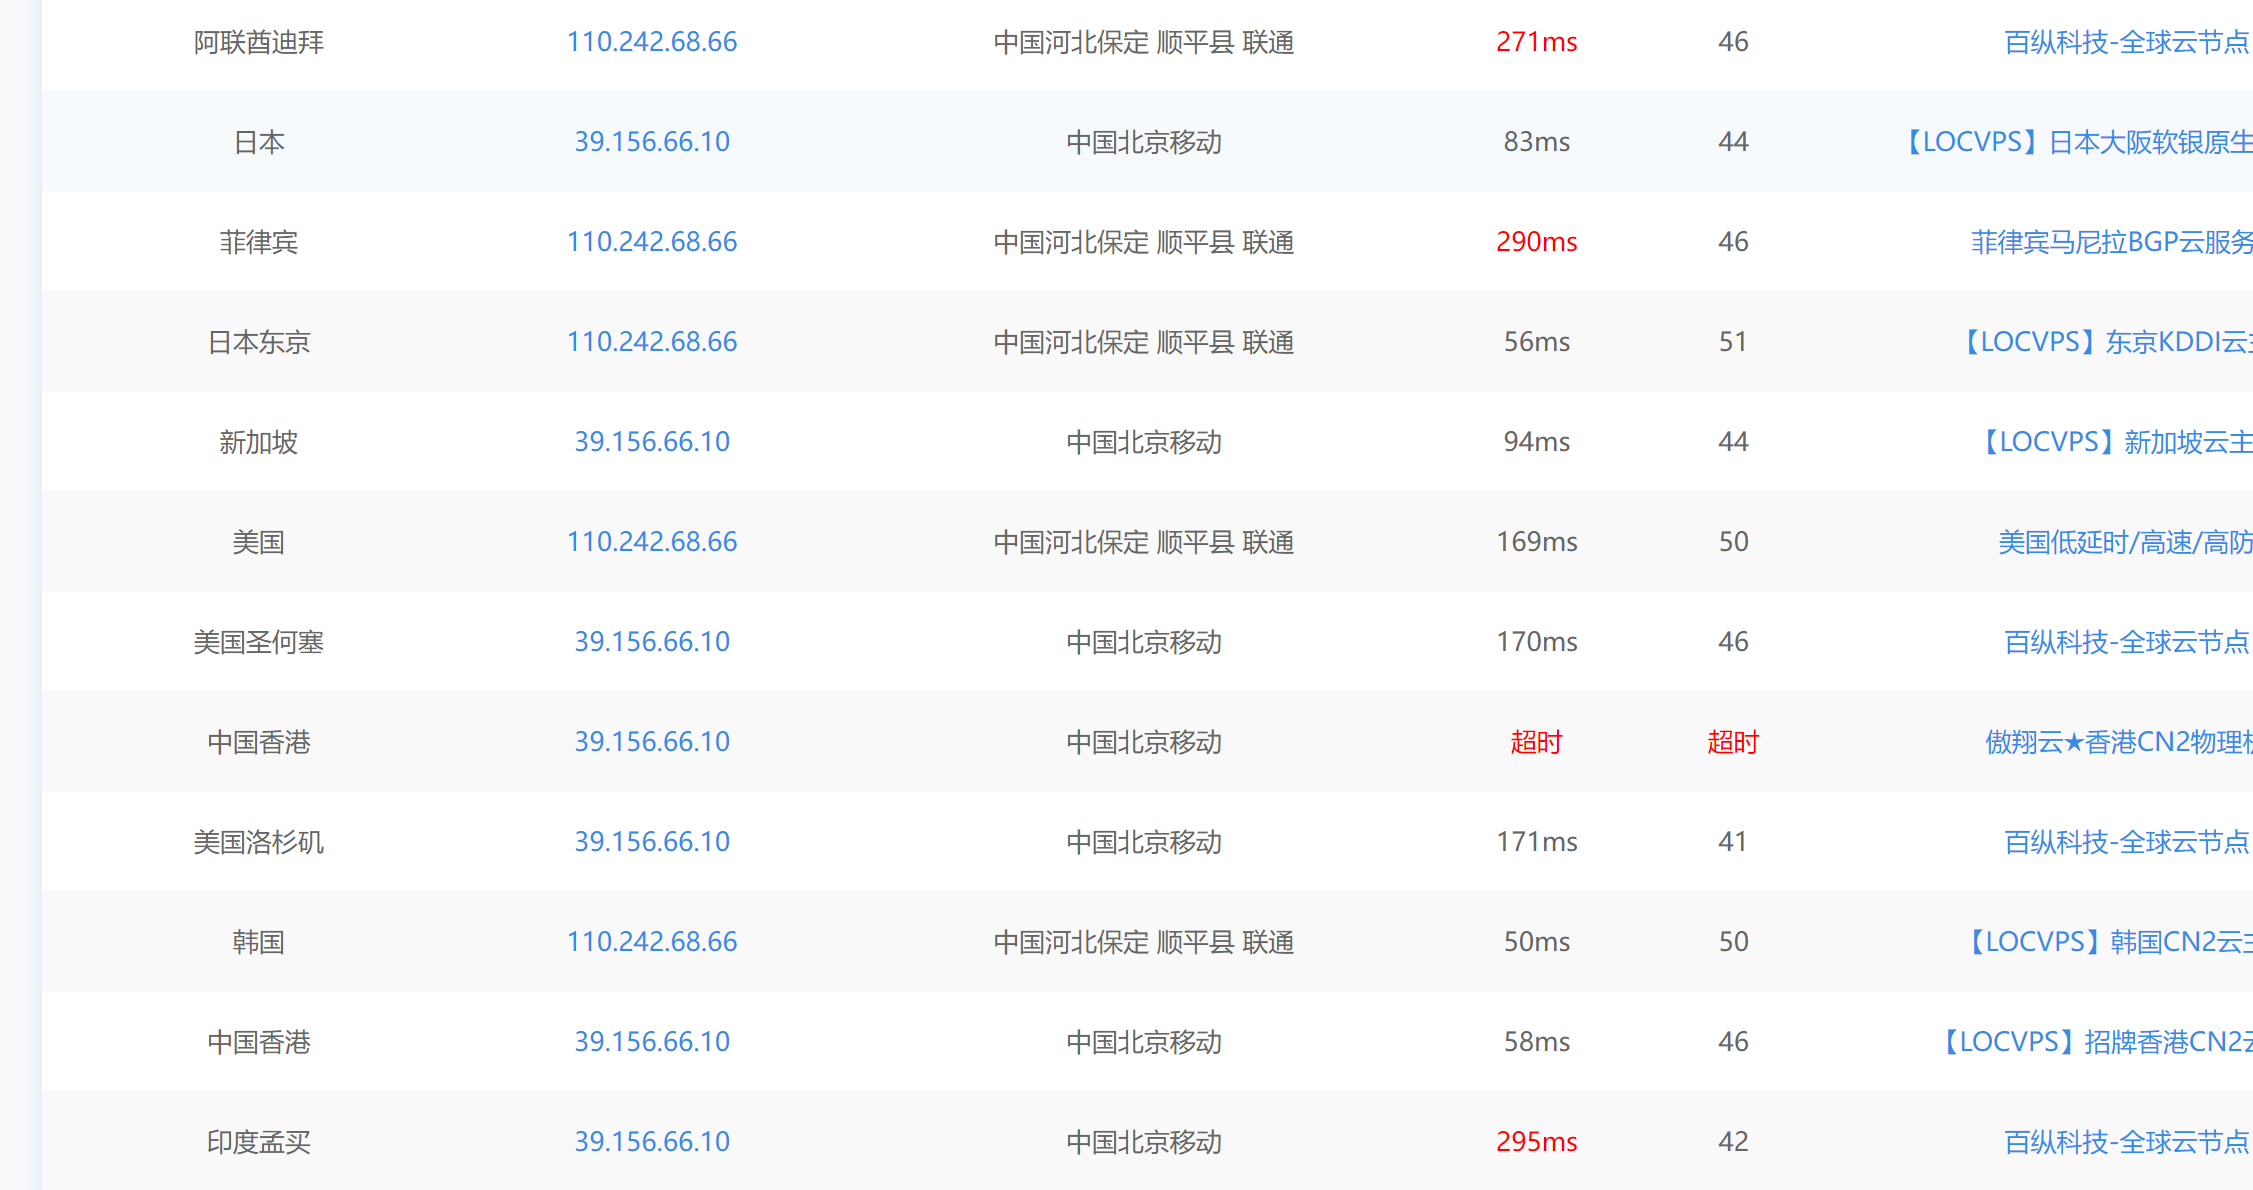 阿联酋迪拜 110.242.68.66 中国河北保定 顺平县 联通 271ms 46 百纵科技-全球云节点
日本 39.156.66.10 中国北京移动 83ms 44 【LOCVPS】日本大阪软银原生
菲律宾 110.242.68.66 中国河北保定 顺平县 联通 290ms 46 菲律宾马尼拉BGP云服务
日本东京 110.242.68.66 中国河北保定 顺平县 联通 56ms 51 【LOCVPS】东京KDDI云
新加坡 39.156.66.10 中国北京移动 94ms 44 【LOCVPS】新加坡云主
美国 110.242.68.66 中国河北保定 顺平县 联通 169ms 50 美国低延时/高速/高防
美国圣何塞 39.156.66.10 中国北京移动 170ms 46 百纵科技-全球云节点
中国香港 39.156.66.10 中国北京移动 超时 超时 傲翔云★香港CN2物理
美国洛杉矶 39.156.66.10 中国北京移动 171ms 41 百纵科技-全球云节点
韩国 110.242.68.66 中国河北保定 顺平县 联通 50ms 50 【LOCVPS】韩国CN2云
中国香港 39.156.66.10 中国北京移动 58ms 46 【LOCVPS】招牌香港CN2
印度孟买 39.156.66.10 中国北京移动 295ms 42 百纵科技-全球云节点